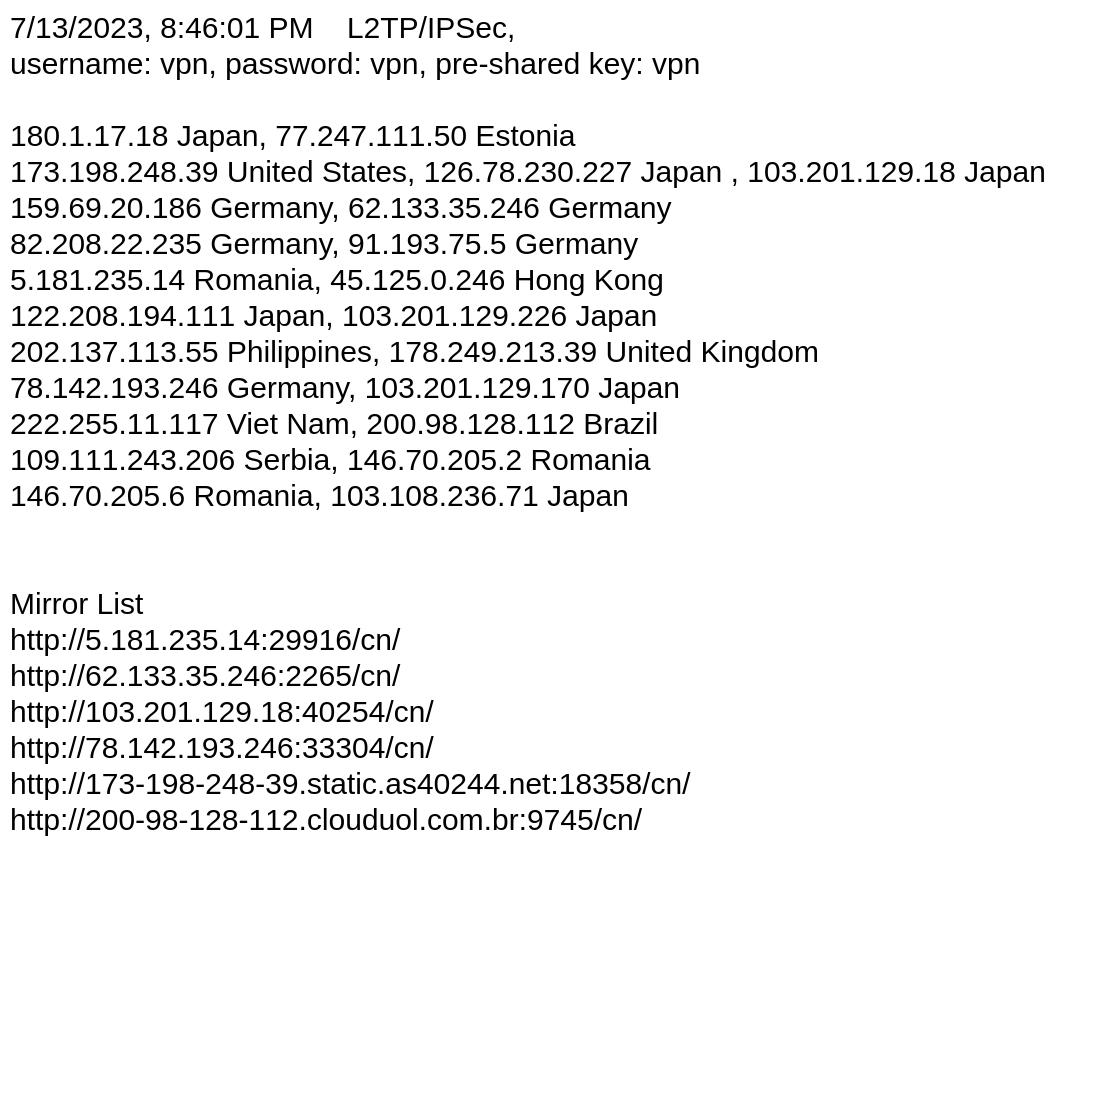 7/13/2023, 8:46:01 PM    L2TP/IPSec,
username: vpn, password: vpn, pre-shared key: vpn
180.1.17.18 Japan, 77.247.111.50 Estonia
173.198.248.39 United States, 126.78.230.227 Japan , 103.201.129.18 Japan
159.69.20.186 Germany, 62.133.35.246 Germany
82.208.22.235 Germany, 91.193.75.5 Germany
5.181.235.14 Romania, 45.125.0.246 Hong Kong
122.208.194.111 Japan, 103.201.129.226 Japan
202.137.113.55 Philippines, 178.249.213.39 United Kingdom
78.142.193.246 Germany, 103.201.129.170 Japan
222.255.11.117 Viet Nam, 200.98.128.112 Brazil
109.111.243.206 Serbia, 146.70.205.2 Romania
146.70.205.6 Romania, 103.108.236.71 Japan
Mirror List
http://5.181.235.14:29916/cn/
http://62.133.35.246:2265/cn/
http://103.201.129.18:40254/cn/
http://78.142.193.246:33304/cn/
http://173-198-248-39.static.as40244.net:18358/cn/
http://200-98-128-112.clouduol.com.br:9745/cn/